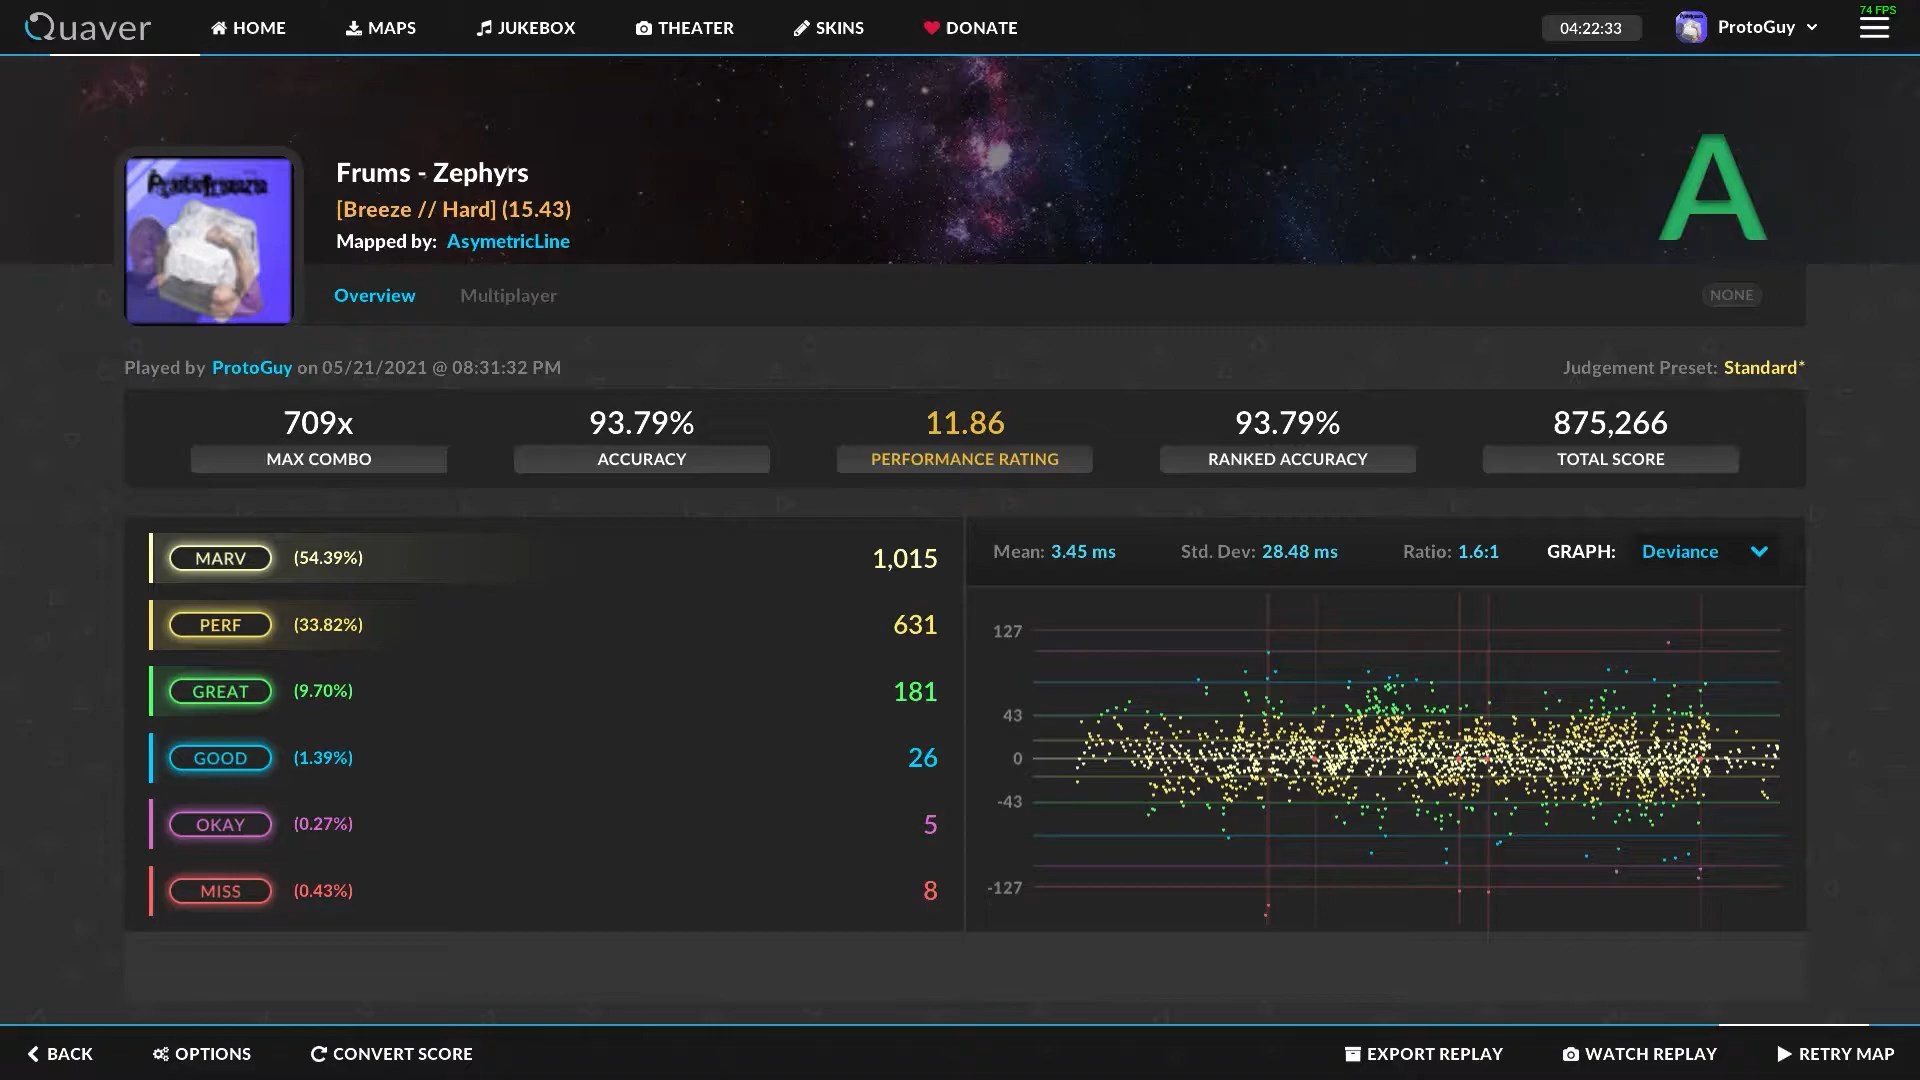 Quaver
HOME
MAPS
JUKEBOX
THEATER
SKINS
DONATE
04:22:33
ProtoGuy
74 FPS
Frums - Zephyrs
[Breeze // Hard] (15.43)
Mapped by: AsymetricLine
A
Overview
Multiplayer
NONE
Played by ProtoGuy on 05/21/2021 @ 08:31:32 PM
Judgement Preset: Standard*
709x
MAX COMBO
93.79%
ACCURACY
11.86
PERFORMANCE RATING
93.79%
RANKED ACCURACY
875,266
TOTAL SCORE
MARV (54.39%) 1,015
PERF (33.82%) 631
GREAT (9.70%) 181
GOOD (1.39%) 26
OKAY (0.27%) 5
MISS (0.43%) 8
Mean: 3.45 ms
Std. Dev: 28.48 ms
Ratio: 1.6:1
GRAPH: Deviance
127
43
0
-43
-127
BACK
OPTIONS
CONVERT SCORE
EXPORT REPLAY
WATCH REPLAY
RETRY MAP